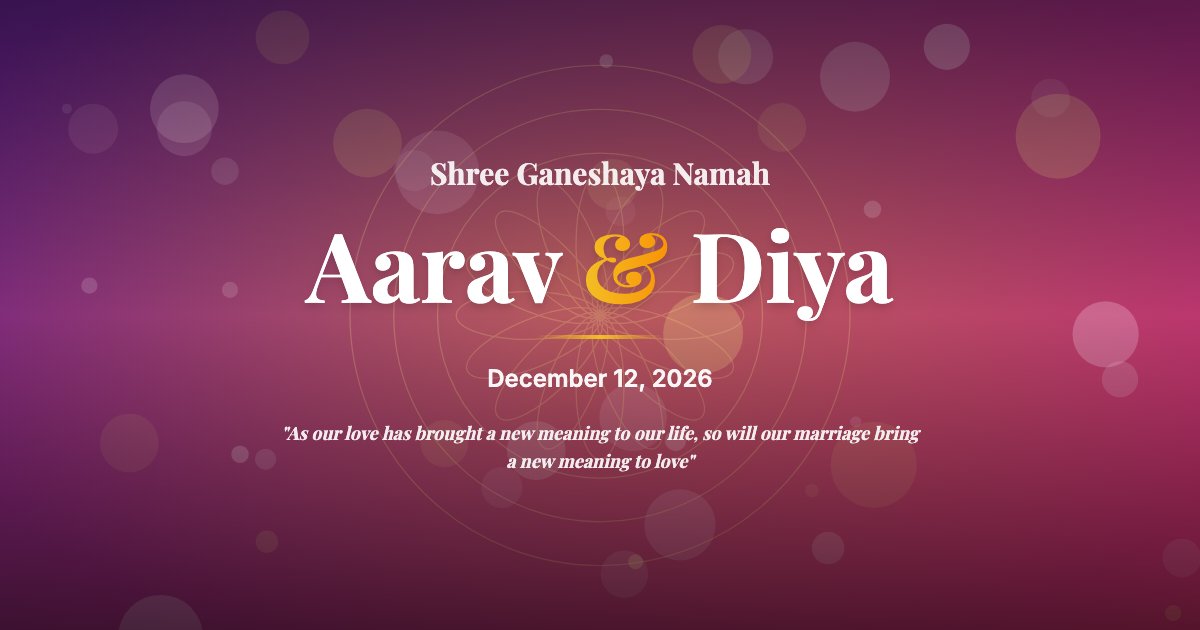 Shree Ganeshaya Namah
Aarav & Diya
December 12, 2026
"As our love has brought a new meaning to our life, so will our marriage bring
a new meaning to love"